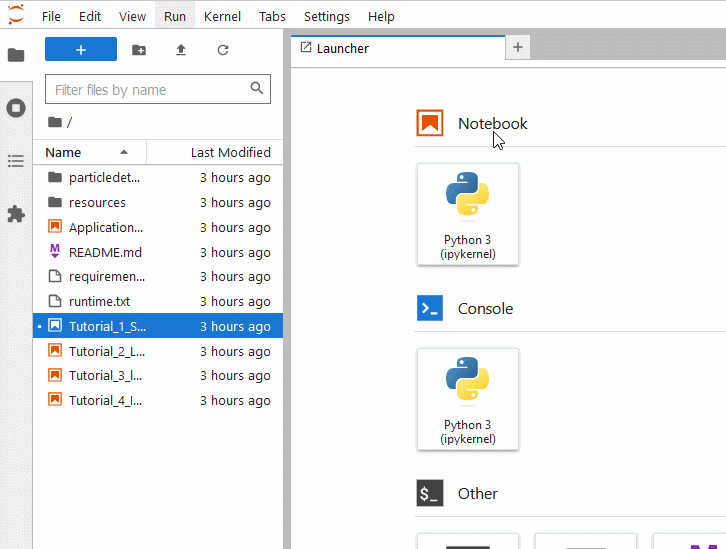 File Edit View Run Kernel Tabs Settings Help
Launcher
Filter files by name
/
Name Last Modified
particledet... 3 hours ago
resources 3 hours ago
Application... 3 hours ago
README.md 3 hours ago
requiremen... 3 hours ago
runtime.txt 3 hours ago
Tutorial_1_S... 3 hours ago
Tutorial_2_L... 3 hours ago
Tutorial_3_I... 3 hours ago
Tutorial_4_I... 3 hours ago
Notebook
Python 3
(ipykernel)
Console
Python 3
(ipykernel)
$_ Other